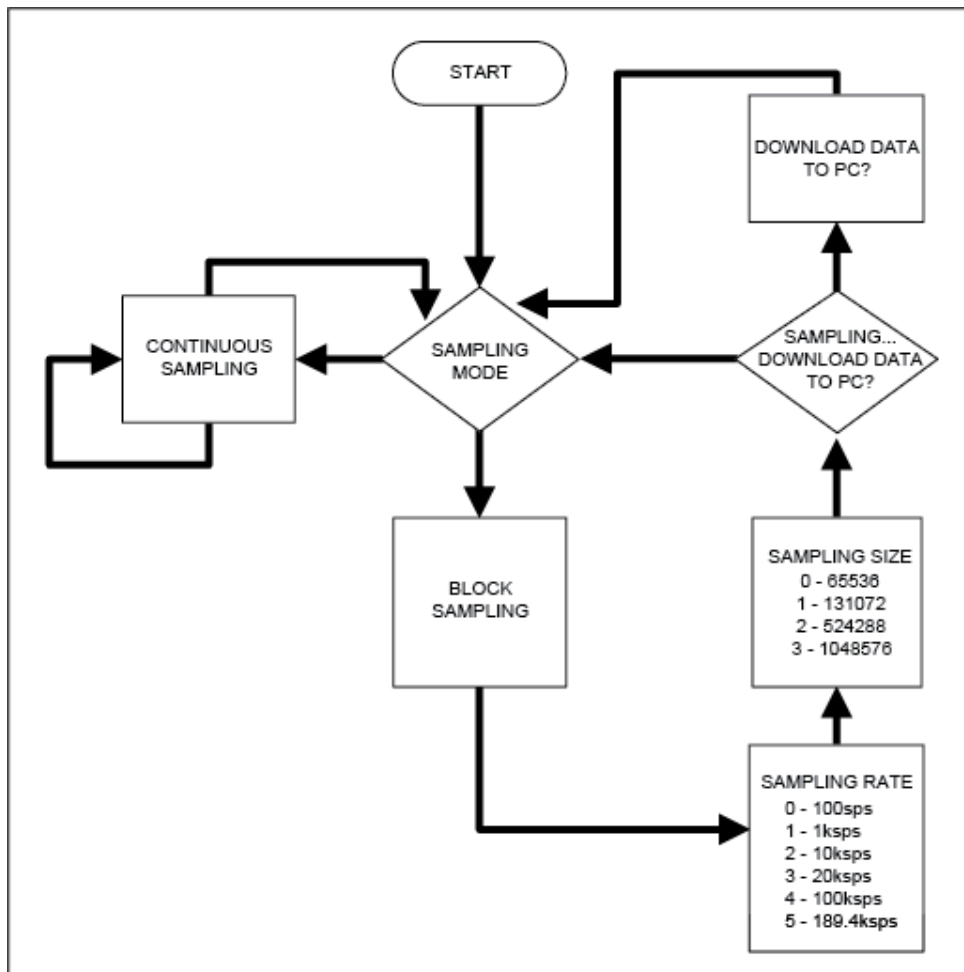 START
DOWNLOAD DATA
TO PC?
CONTINUOUS
SAMPLING
SAMPLING
MODE
SAMPLING...
DOWNLOAD DATA
TO PC?
BLOCK
SAMPLING
SAMPLING SIZE
0 - 65536
1 - 131072
2 - 524288
3 - 1048576
SAMPLING RATE
0 - 100sps
1 - 1ksps
2 - 10ksps
3 - 20ksps
4 - 100ksps
5 - 189.4ksps